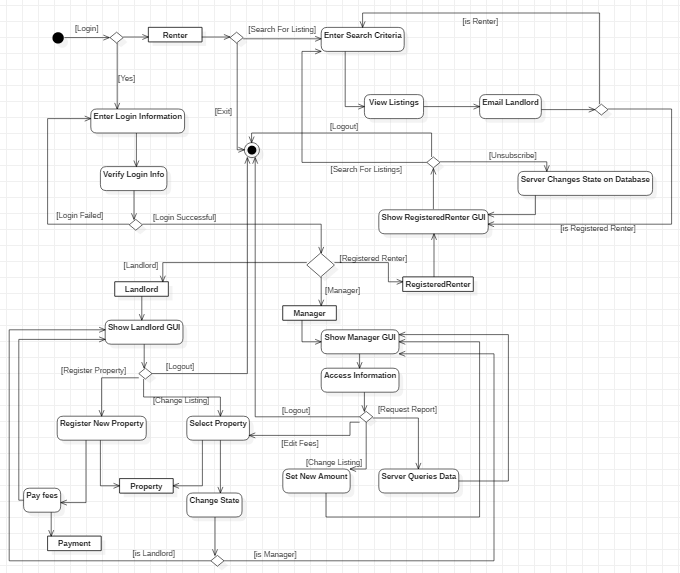 [is Renter]
[Login]
[Search For Listing]
Renter
Enter Search Criteria
[Yes]
View Listings
Email Landlord
[Exit]
Enter Login Information
[Logout]
[Unsubscribe]
[Search For Listings]
Verify Login Info
Server Changes State on Database
[Login Failed]
[Login Successful]
Show RegisteredRenter GUI
[is Registered Renter]
[Landlord]
[Registered Renter]
Landlord
[Manager]
RegisteredRenter
Manager
Show Landlord GUI
Show Manager GUI
[Register Property]
[Logout]
Access Information
[Change Listing]
[Logout]
[Request Report]
Register New Property
Select Property
[Edit Fees]
[Change Listing]
Set New Amount
Server Queries Data
Property
Pay fees
Change State
Payment
[is Landlord]
[is Manager]